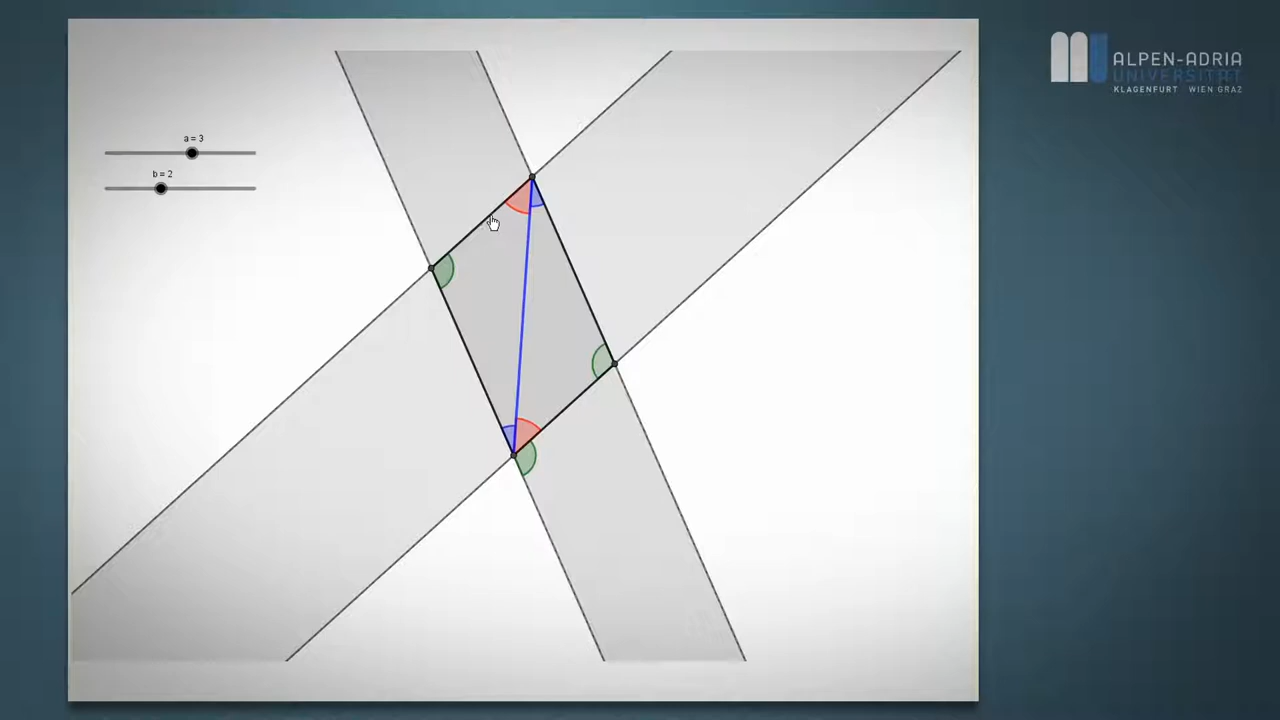 a = 3
b = 2
ALPEN-ADRIA
UNIVERSITÄT
KLAGENFURT WIEN GRAZ